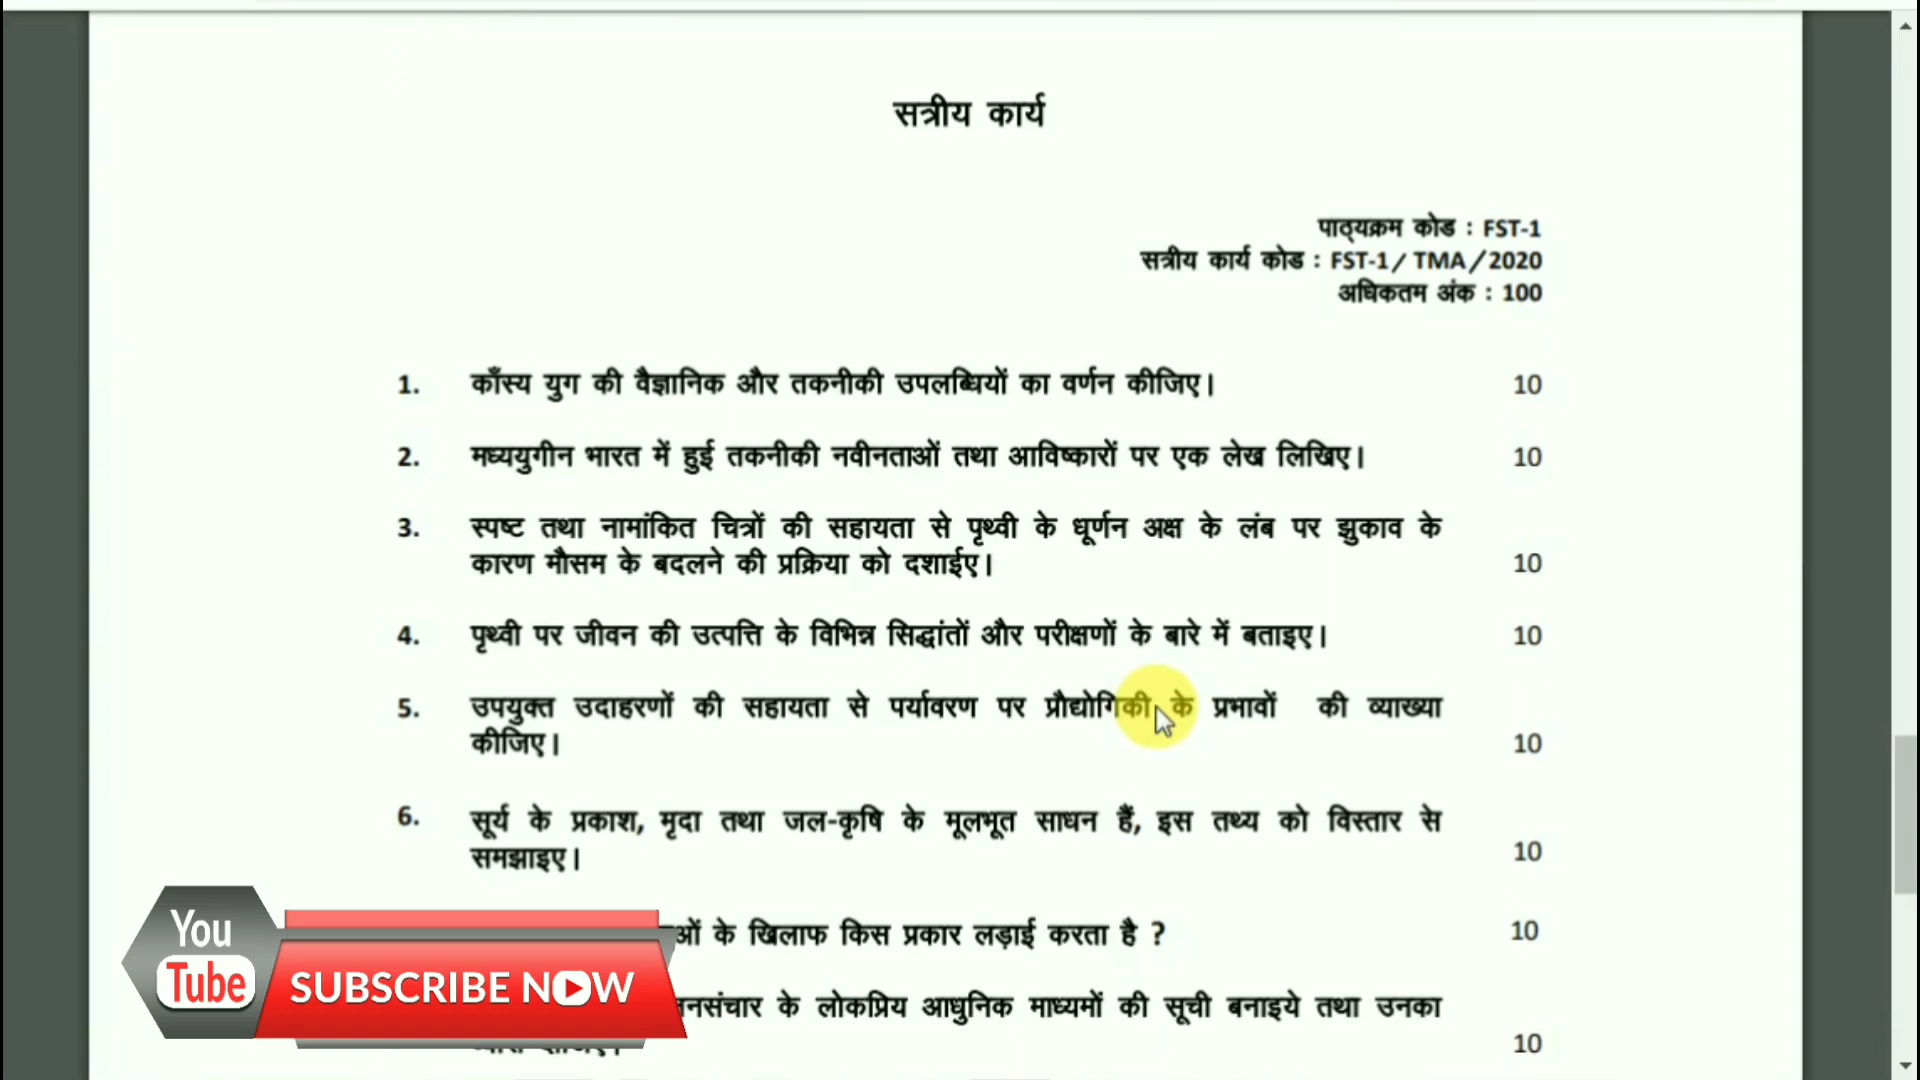 सत्रीय कार्य
पाठ्यक्रम कोड : FST-1
सत्रीय कार्य कोड : FST-1/ TMA/2020
अधिकतम अंक : 100
1. काँस्य युग की वैज्ञानिक और तकनीकी उपलब्धियों का वर्णन कीजिए। 10
2. मध्ययुगीन भारत में हुई तकनीकी नवीनताओं तथा आविष्कारों पर एक लेख लिखिए। 10
3. स्पष्ट तथा नामांकित चित्रों की सहायता से पृथ्वी के धूर्णन अक्ष के लंब पर झुकाव के
कारण मौसम के बदलने की प्रक्रिया को दशाईए। 10
4. पृथ्वी पर जीवन की उत्पत्ति के विभिन्न सिद्धांतों और परीक्षणों के बारे में बताइए। 10
5. उपयुक्त उदाहरणों की सहायता से पर्यावरण पर प्रौद्योगिकी के प्रभावों की व्याख्या
कीजिए। 10
6. सूर्य के प्रकाश, मृदा तथा जल-कृषि के मूलभूत साधन हैं, इस तथ्य को विस्तार से
समझाइए। 10
के खिलाफ किस प्रकार लड़ाई करता है ? 10
के लोकप्रिय आधुनिक माध्यमों की सूची बनाइये तथा उनका
10
You
Tube
SUBSCRIBE NOW